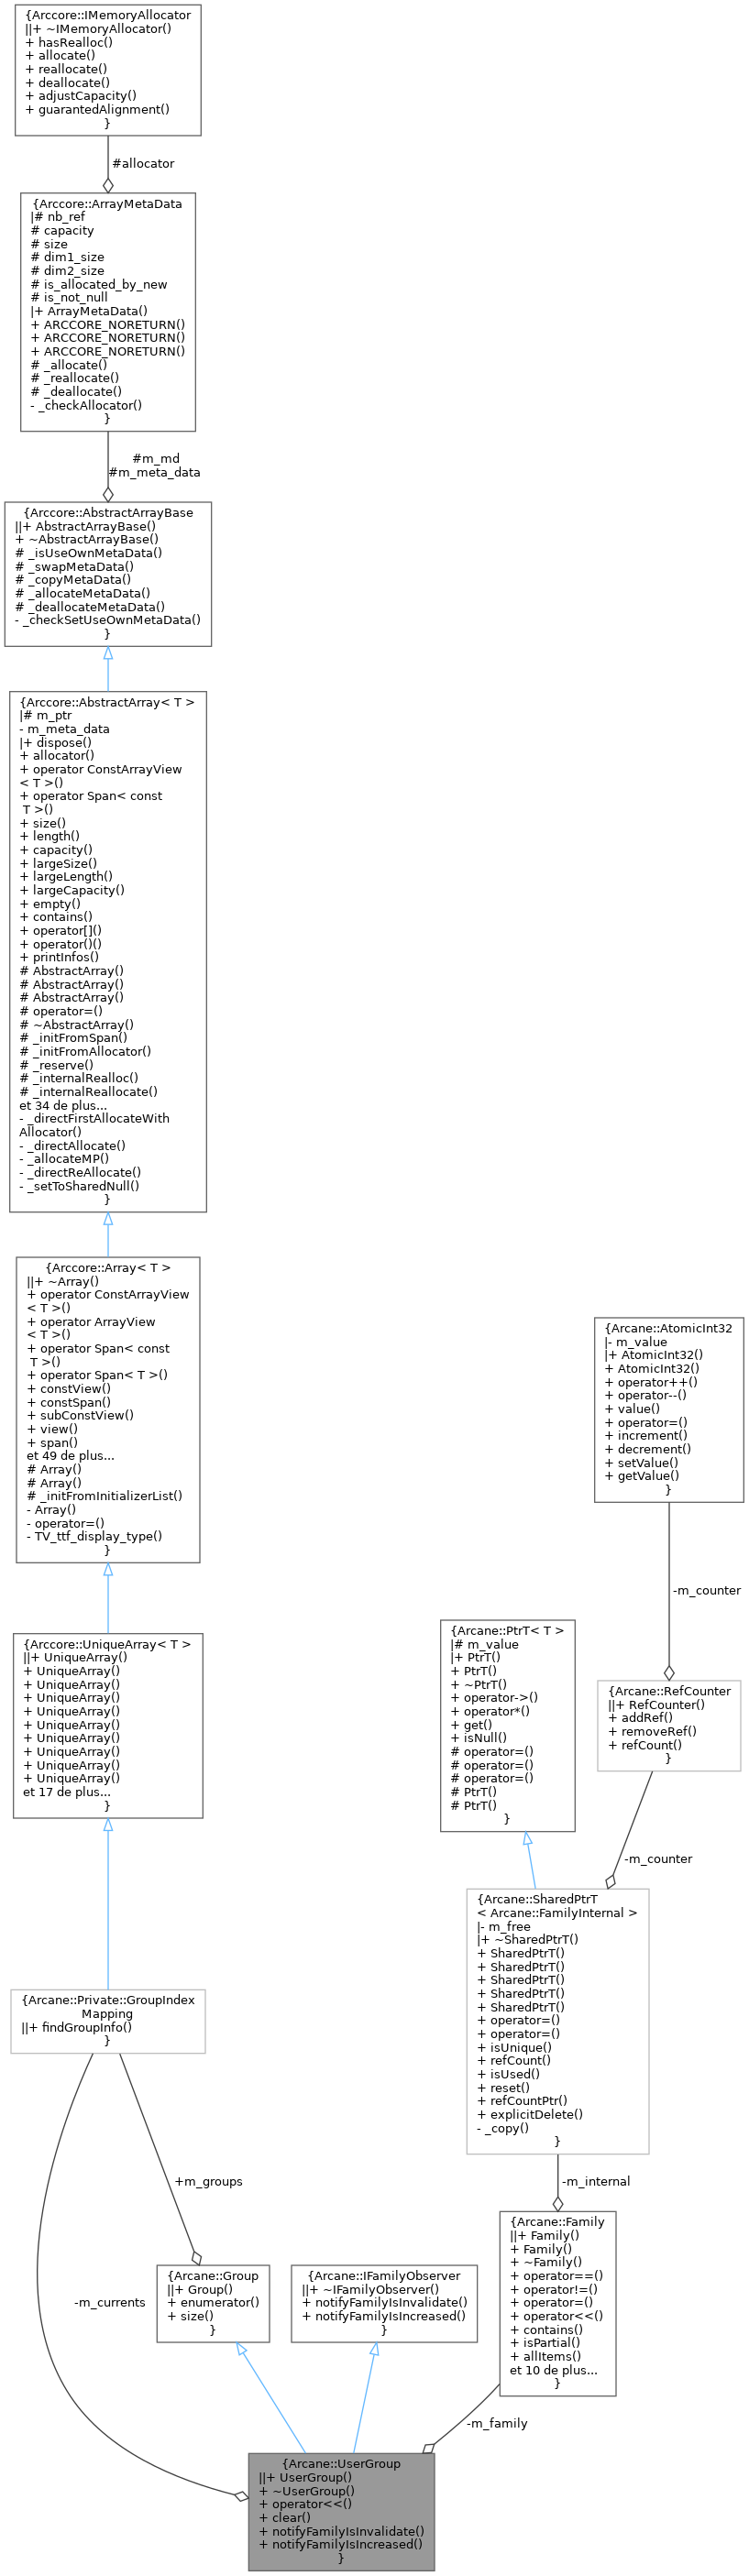 {Arccore::IMemoryAllocator
||+ ~IMemoryAllocator()
+ hasRealloc()
+ allocate()
+ reallocate()
+ deallocate()
+ adjustCapacity()
+ guarantedAlignment()
}
#allocator
{Arccore::ArrayMetaData
|# nb_ref
# capacity
# size
# dim1_size
# dim2_size
# is_allocated_by_new
# is_not_null
|+ ArrayMetaData()
+ ARCCORE_NORETURN()
+ ARCCORE_NORETURN()
+ ARCCORE_NORETURN()
# _allocate()
# _reallocate()
# _deallocate()
- _checkAllocator()
}
#m_md
#m_meta_data
{Arccore::AbstractArrayBase
||+ AbstractArrayBase()
+ ~AbstractArrayBase()
# _isUseOwnMetaData()
# _swapMetaData()
# _copyMetaData()
# _allocateMetaData()
# _deallocateMetaData()
- _checkSetUseOwnMetaData()
}
{Arccore::AbstractArray< T >
|# m_ptr
- m_meta_data
|+ dispose()
+ allocator()
+ operator ConstArrayView
< T >()
+ operator Span< const
T >()
+ size()
+ length()
+ capacity()
+ largeSize()
+ largeLength()
+ largeCapacity()
+ empty()
+ contains()
+ operator[]()
+ operator()()
+ printInfos()
# AbstractArray()
# AbstractArray()
# AbstractArray()
# operator=()
# ~AbstractArray()
# _initFromSpan()
# _initFromAllocator()
# _reserve()
# _internalRealloc()
# _internalReallocate()
et 34 de plus...
- _directFirstAllocateWith
Allocator()
- _directAllocate()
- _allocateMP()
- _directReAllocate()
- _setToSharedNull()
}
{Arccore::Array< T >
||+ ~Array()
+ operator ConstArrayView
< T >()
+ operator ArrayView
< T >()
+ operator Span< const
T >()
+ operator Span< T >()
+ constView()
+ constSpan()
+ subConstView()
+ view()
+ span()
et 49 de plus...
# Array()
# Array()
# _initFromInitializerList()
- Array()
- operator=()
- TV_ttf_display_type()
}
{Arcane::AtomicInt32
|- m_value
|+ AtomicInt32()
+ AtomicInt32()
+ operator++()
+ operator--()
+ value()
+ operator=()
+ increment()
+ decrement()
+ setValue()
+ getValue()
}
-m_counter
{Arccore::UniqueArray< T >
||+ UniqueArray()
+ UniqueArray()
+ UniqueArray()
+ UniqueArray()
+ UniqueArray()
+ UniqueArray()
+ UniqueArray()
+ UniqueArray()
+ UniqueArray()
+ UniqueArray()
et 17 de plus...
}
{Arcane::PtrT< T >
|# m_value
|+ PtrT()
+ PtrT()
+ ~PtrT()
+ operator->()
+ operator*()
+ get()
+ isNull()
# operator=()
# operator=()
# operator=()
# PtrT()
# PtrT()
}
{Arcane::RefCounter
||+ RefCounter()
+ addRef()
+ removeRef()
+ refCount()
}
-m_counter
{Arcane::SharedPtrT
< Arcane::FamilyInternal >
|- m_free
|+ ~SharedPtrT()
+ SharedPtrT()
+ SharedPtrT()
+ SharedPtrT()
+ SharedPtrT()
+ SharedPtrT()
+ operator=()
+ operator=()
+ isUnique()
+ refCount()
+ isUsed()
+ reset()
+ refCountPtr()
+ explicitDelete()
- _copy()
}
{Arcane::Private::GroupIndex
Mapping
||+ findGroupInfo()
}
+m_groups
-m_internal
-m_currents
{Arcane::Group
||+ Group()
+ enumerator()
+ size()
}
{Arcane::IFamilyObserver
||+ ~IFamilyObserver()
+ notifyFamilyIsInvalidate()
+ notifyFamilyIsIncreased()
}
{Arcane::Family
||+ Family()
+ Family()
+ ~Family()
+ operator==()
+ operator!=()
+ operator=()
+ operator<<()
+ contains()
+ isPartial()
+ allItems()
et 10 de plus...
}
-m_family
{Arcane::UserGroup
||+ UserGroup()
+ ~UserGroup()
+ operator<<()
+ clear()
+ notifyFamilyIsInvalidate()
+ notifyFamilyIsIncreased()
}